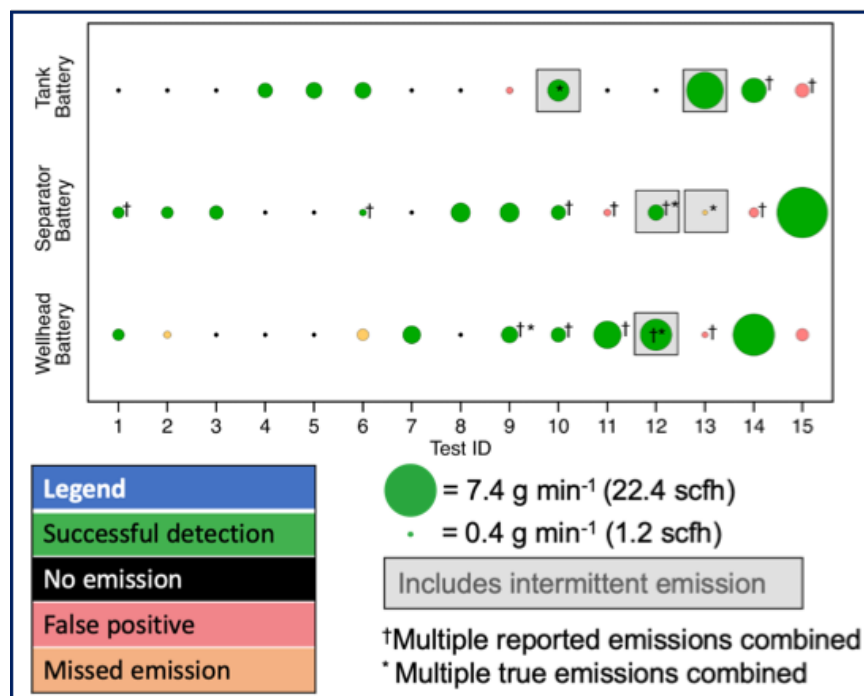 Tank
Battery
*
†
†
Separator
Battery
†
†
†
†
†*
*
†
Wellhead
Battery
†*
†
†
†*
†
1 2 3 4 5 6 7 8 9 10 11 12 13 14 15
Test ID
Legend
Successful detection
No emission
False positive
Missed emission
= 7.4 g min⁻¹ (22.4 scfh)
= 0.4 g min⁻¹ (1.2 scfh)
Includes intermittent emission
†Multiple reported emissions combined
* Multiple true emissions combined